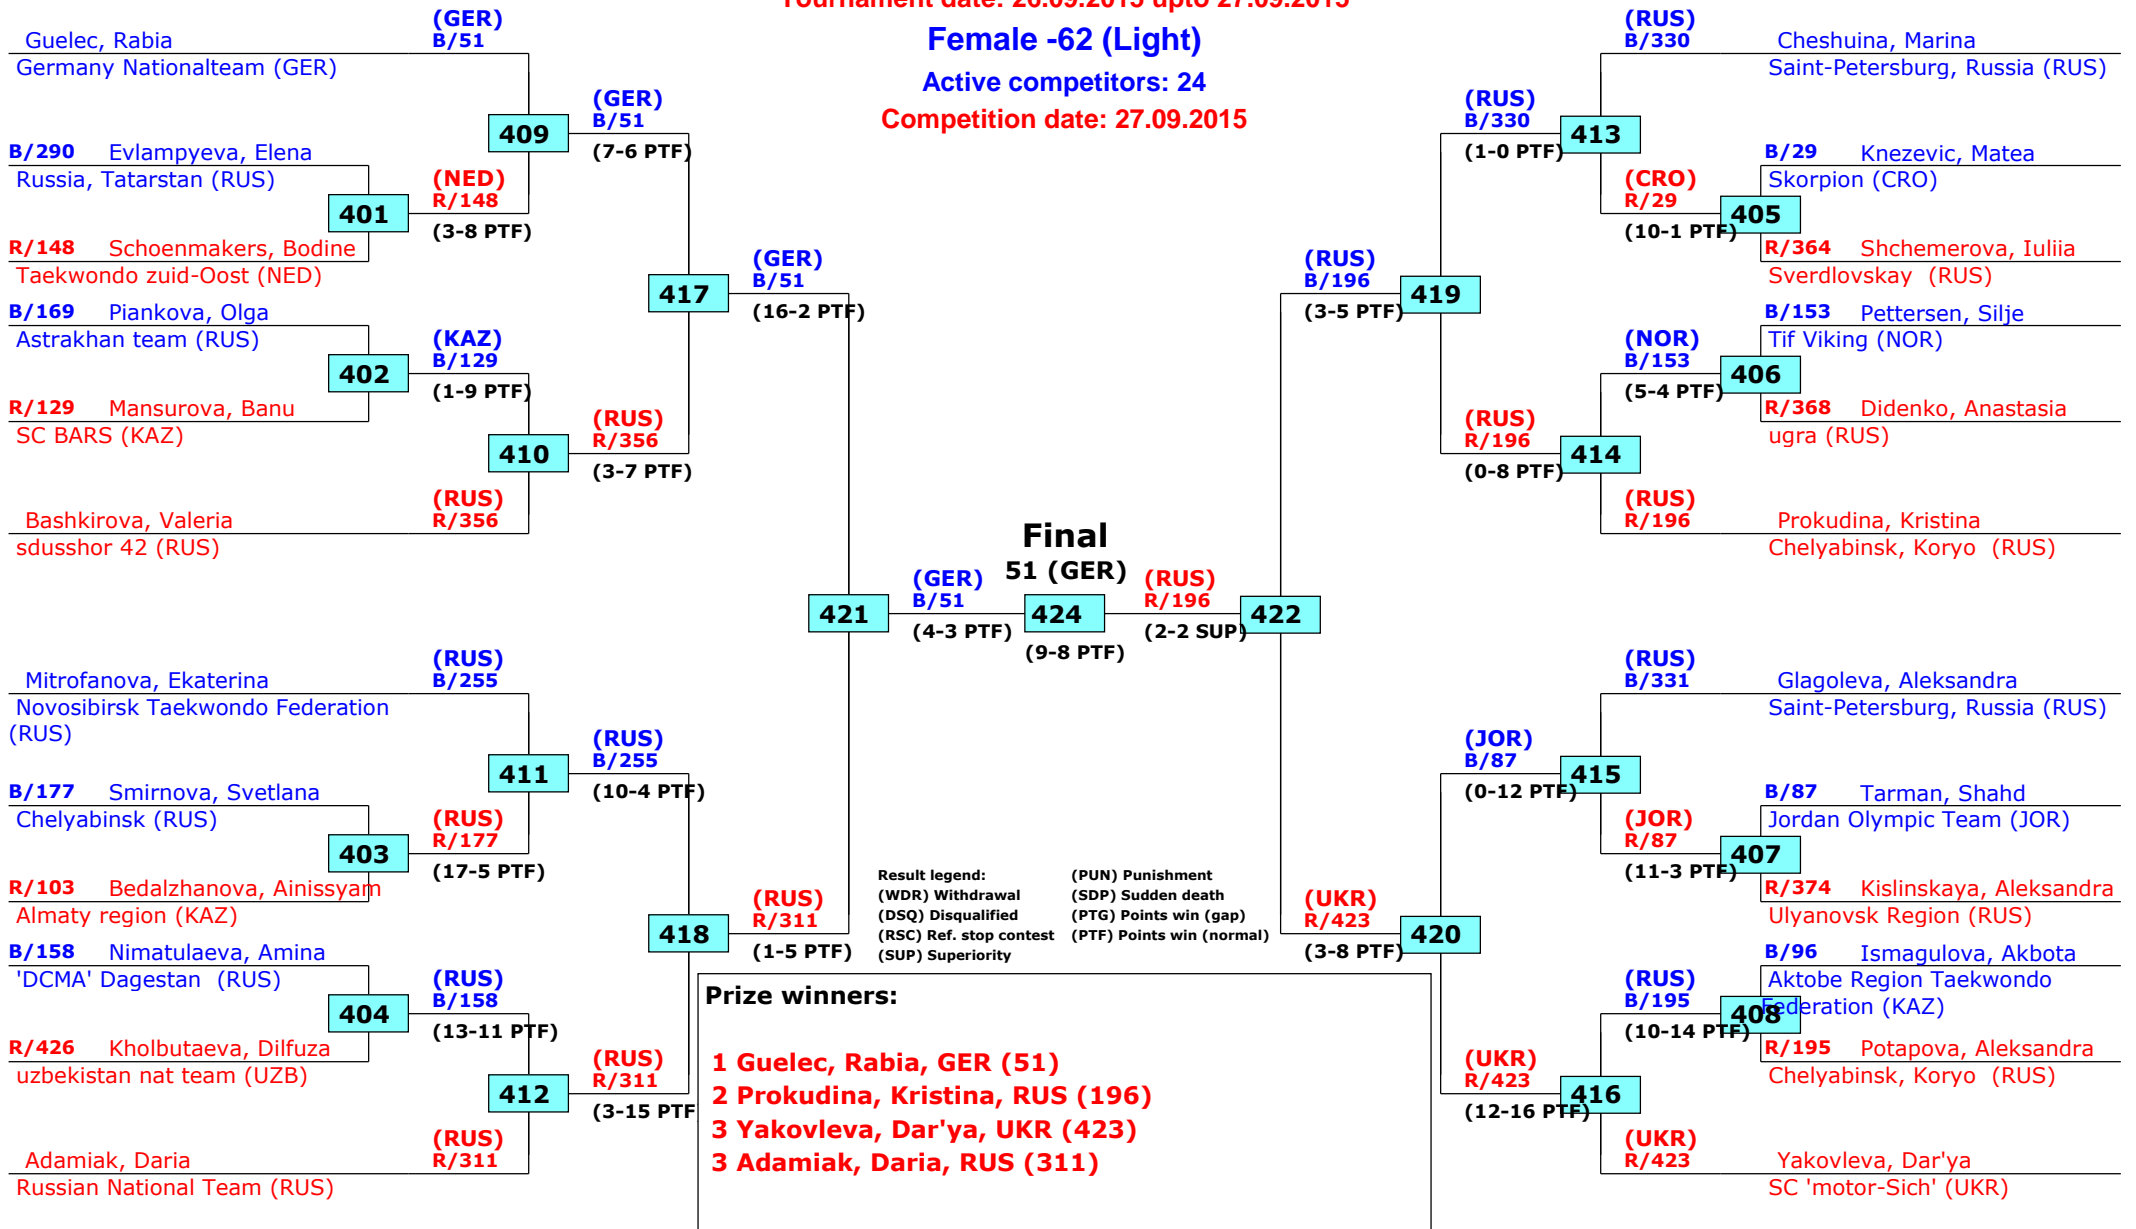 Tournament date: 26.09.2015 upto 27.09.2015
Female -62 (Light)
Active competitors: 24
Competition date: 27.09.2015
Guelec, Rabia
Germany Nationalteam (GER)
(GER)
B/51
409
(GER)
B/51
(7-6 PTF)
B/290 Evlampyeva, Elena
Russia, Tatarstan (RUS)
401
(NED)
R/148
(3-8 PTF)
R/148 Schoenmakers, Bodine
Taekwondo zuid-Oost (NED)
417
(GER)
B/51
(16-2 PTF)
B/169 Piankova, Olga
Astrakhan team (RUS)
402
(KAZ)
B/129
(1-9 PTF)
R/129 Mansurova, Banu
SC BARS (KAZ)
410
(RUS)
R/356
(3-7 PTF)
Bashkirova, Valeria
sdusshor 42 (RUS)
(RUS)
R/356
421
(GER)
B/51
(4-3 PTF)
Final
51 (GER)
424
(9-8 PTF)
(RUS)
R/196
(2-2 SUP)
422
Mitrofanova, Ekaterina
Novosibirsk Taekwondo Federation
(RUS)
(RUS)
B/255
411
(RUS)
B/255
(10-4 PTF)
B/177 Smirnova, Svetlana
Chelyabinsk (RUS)
403
(RUS)
R/177
(17-5 PTF)
R/103 Bedalzhanova, Ainissyam
Almaty region (KAZ)
418
(RUS)
R/311
(1-5 PTF)
B/158 Nimatulaeva, Amina
'DCMA' Dagestan (RUS)
404
(RUS)
B/158
(13-11 PTF)
R/426 Kholbutaeva, Dilfuza
uzbekistan nat team (UZB)
412
(RUS)
R/311
(3-15 PTF
Adamiak, Daria
Russian National Team (RUS)
(RUS)
R/311
(RUS)
B/330
Cheshuina, Marina
Saint-Petersburg, Russia (RUS)
(RUS)
B/330
(1-0 PTF)
413
B/29 Knezevic, Matea
Skorpion (CRO)
(CRO)
R/29
(10-1 PTF)
405
R/364 Shchemerova, Iuliia
Sverdlovskay (RUS)
(RUS)
B/196
(3-5 PTF)
419
B/153 Pettersen, Silje
Tif Viking (NOR)
(NOR)
B/153
(5-4 PTF)
406
R/368 Didenko, Anastasia
ugra (RUS)
(RUS)
R/196
(0-8 PTF)
414
(RUS)
R/196
Prokudina, Kristina
Chelyabinsk, Koryo (RUS)
(RUS)
B/331
Glagoleva, Aleksandra
Saint-Petersburg, Russia (RUS)
(JOR)
B/87
(0-12 PTF)
415
B/87 Tarman, Shahd
Jordan Olympic Team (JOR)
(JOR)
R/87
(11-3 PTF)
407
R/374 Kislinskaya, Aleksandra
Ulyanovsk Region (RUS)
(UKR)
R/423
(3-8 PTF)
420
B/96 Ismagulova, Akbota
Aktobe Region Taekwondo
Federation (KAZ)
(RUS)
B/195
(10-14 PTF)
408
R/195 Potapova, Aleksandra
Chelyabinsk, Koryo (RUS)
(UKR)
R/423
(12-16 PTF)
416
(UKR)
R/423
Yakovleva, Dar'ya
SC 'motor-Sich' (UKR)
Result legend: (PUN) Punishment
(WDR) Withdrawal (SDP) Sudden death
(DSQ) Disqualified (PTG) Points win (gap)
(RSC) Ref. stop contest (PTF) Points win (normal)
(SUP) Superiority
Prize winners:
1 Guelec, Rabia, GER (51)
2 Prokudina, Kristina, RUS (196)
3 Yakovleva, Dar'ya, UKR (423)
3 Adamiak, Daria, RUS (311)